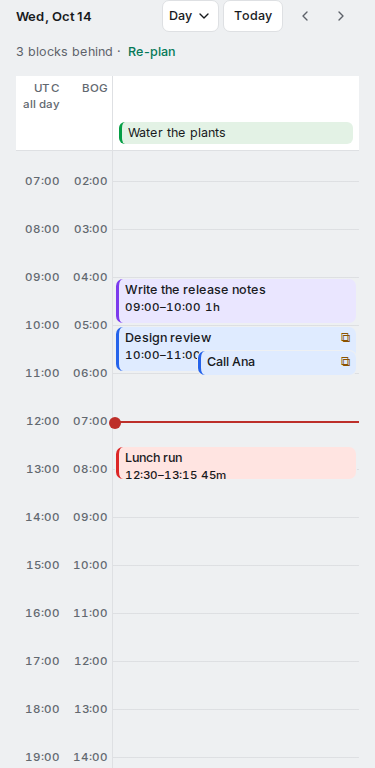 Wed, Oct 14
Day
Today
3 blocks behind · Re-plan
UTC BOG
all day
Water the plants
07:00 02:00
08:00 03:00
09:00 04:00
Write the release notes
09:00–10:00 1h
10:00 05:00
Design review
10:00–11:00
Call Ana
11:00 06:00
12:00 07:00
Lunch run
13:00 08:00
12:30–13:15 45m
14:00 09:00
15:00 10:00
16:00 11:00
17:00 12:00
18:00 13:00
19:00 14:00